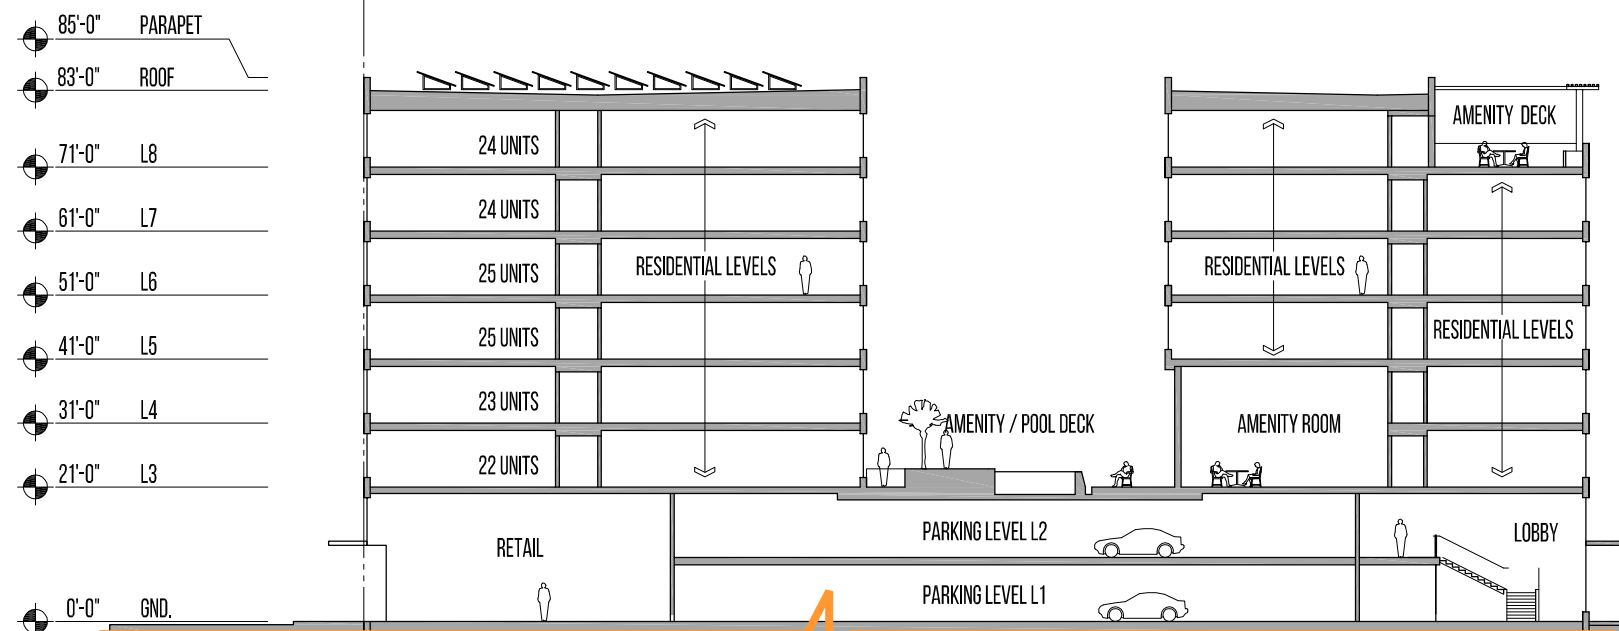 85'-0" PARAPET
83'-0" ROOF
AMENITY DECK
24 UNITS
71'-0" L8
24 UNITS
61'-0" L7
RESIDENTIAL LEVELS
RESIDENTIAL LEVELS
25 UNITS
51'-0" L6
RESIDENTIAL LEVELS
25 UNITS
41'-0" L5
23 UNITS
31'-0" L4
AMENITY / POOL DECK
AMENITY ROOM
22 UNITS
21'-0" L3
PARKING LEVEL L2
LOBBY
RETAIL
PARKING LEVEL L1
0'-0" GND.